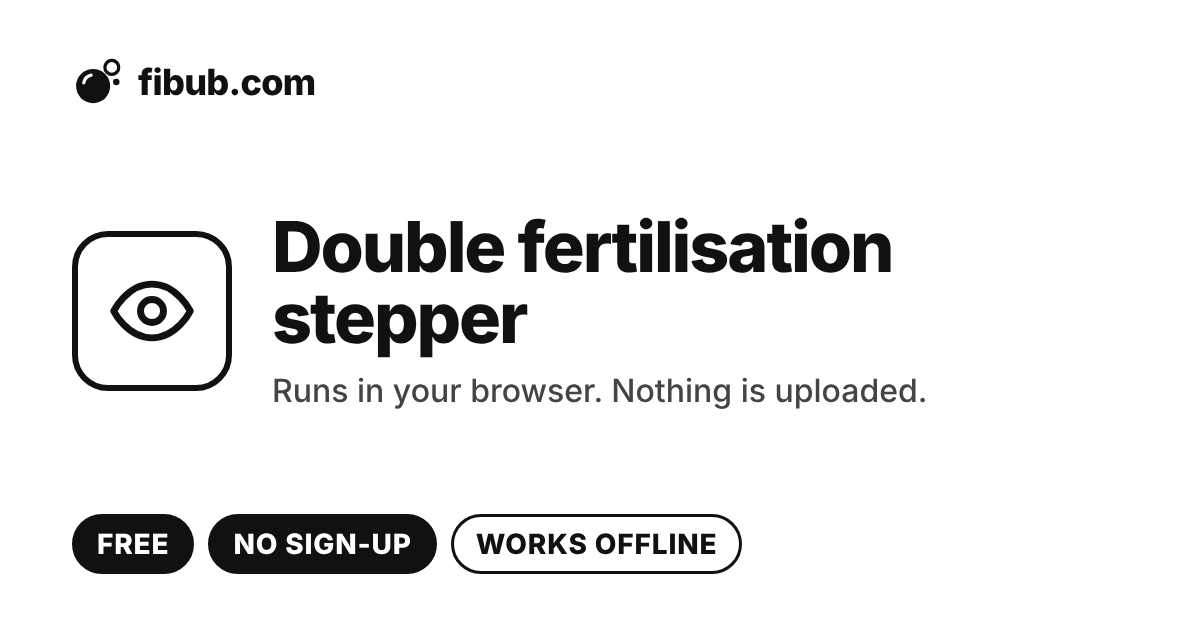 fibub.com
Double fertilisation
stepper
Runs in your browser. Nothing is uploaded.
FREE
NO SIGN-UP
WORKS OFFLINE